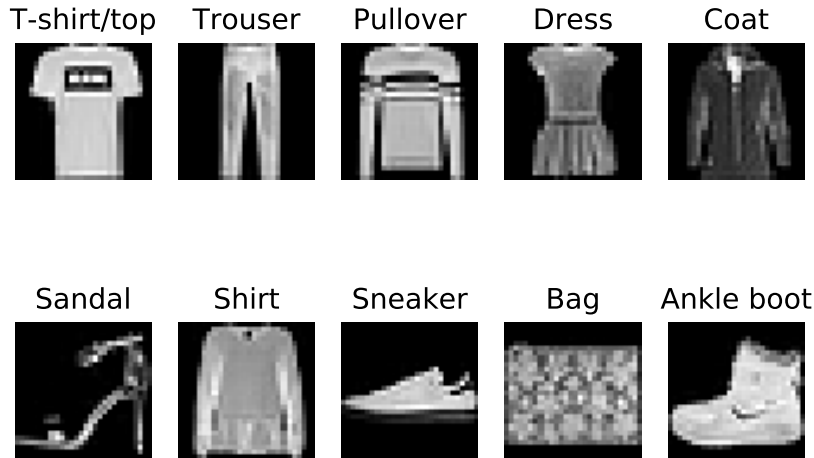 T-shirt/top
Trouser
Pullover
Dress
Coat
Sandal
Shirt
Sneaker
Bag
Ankle boot